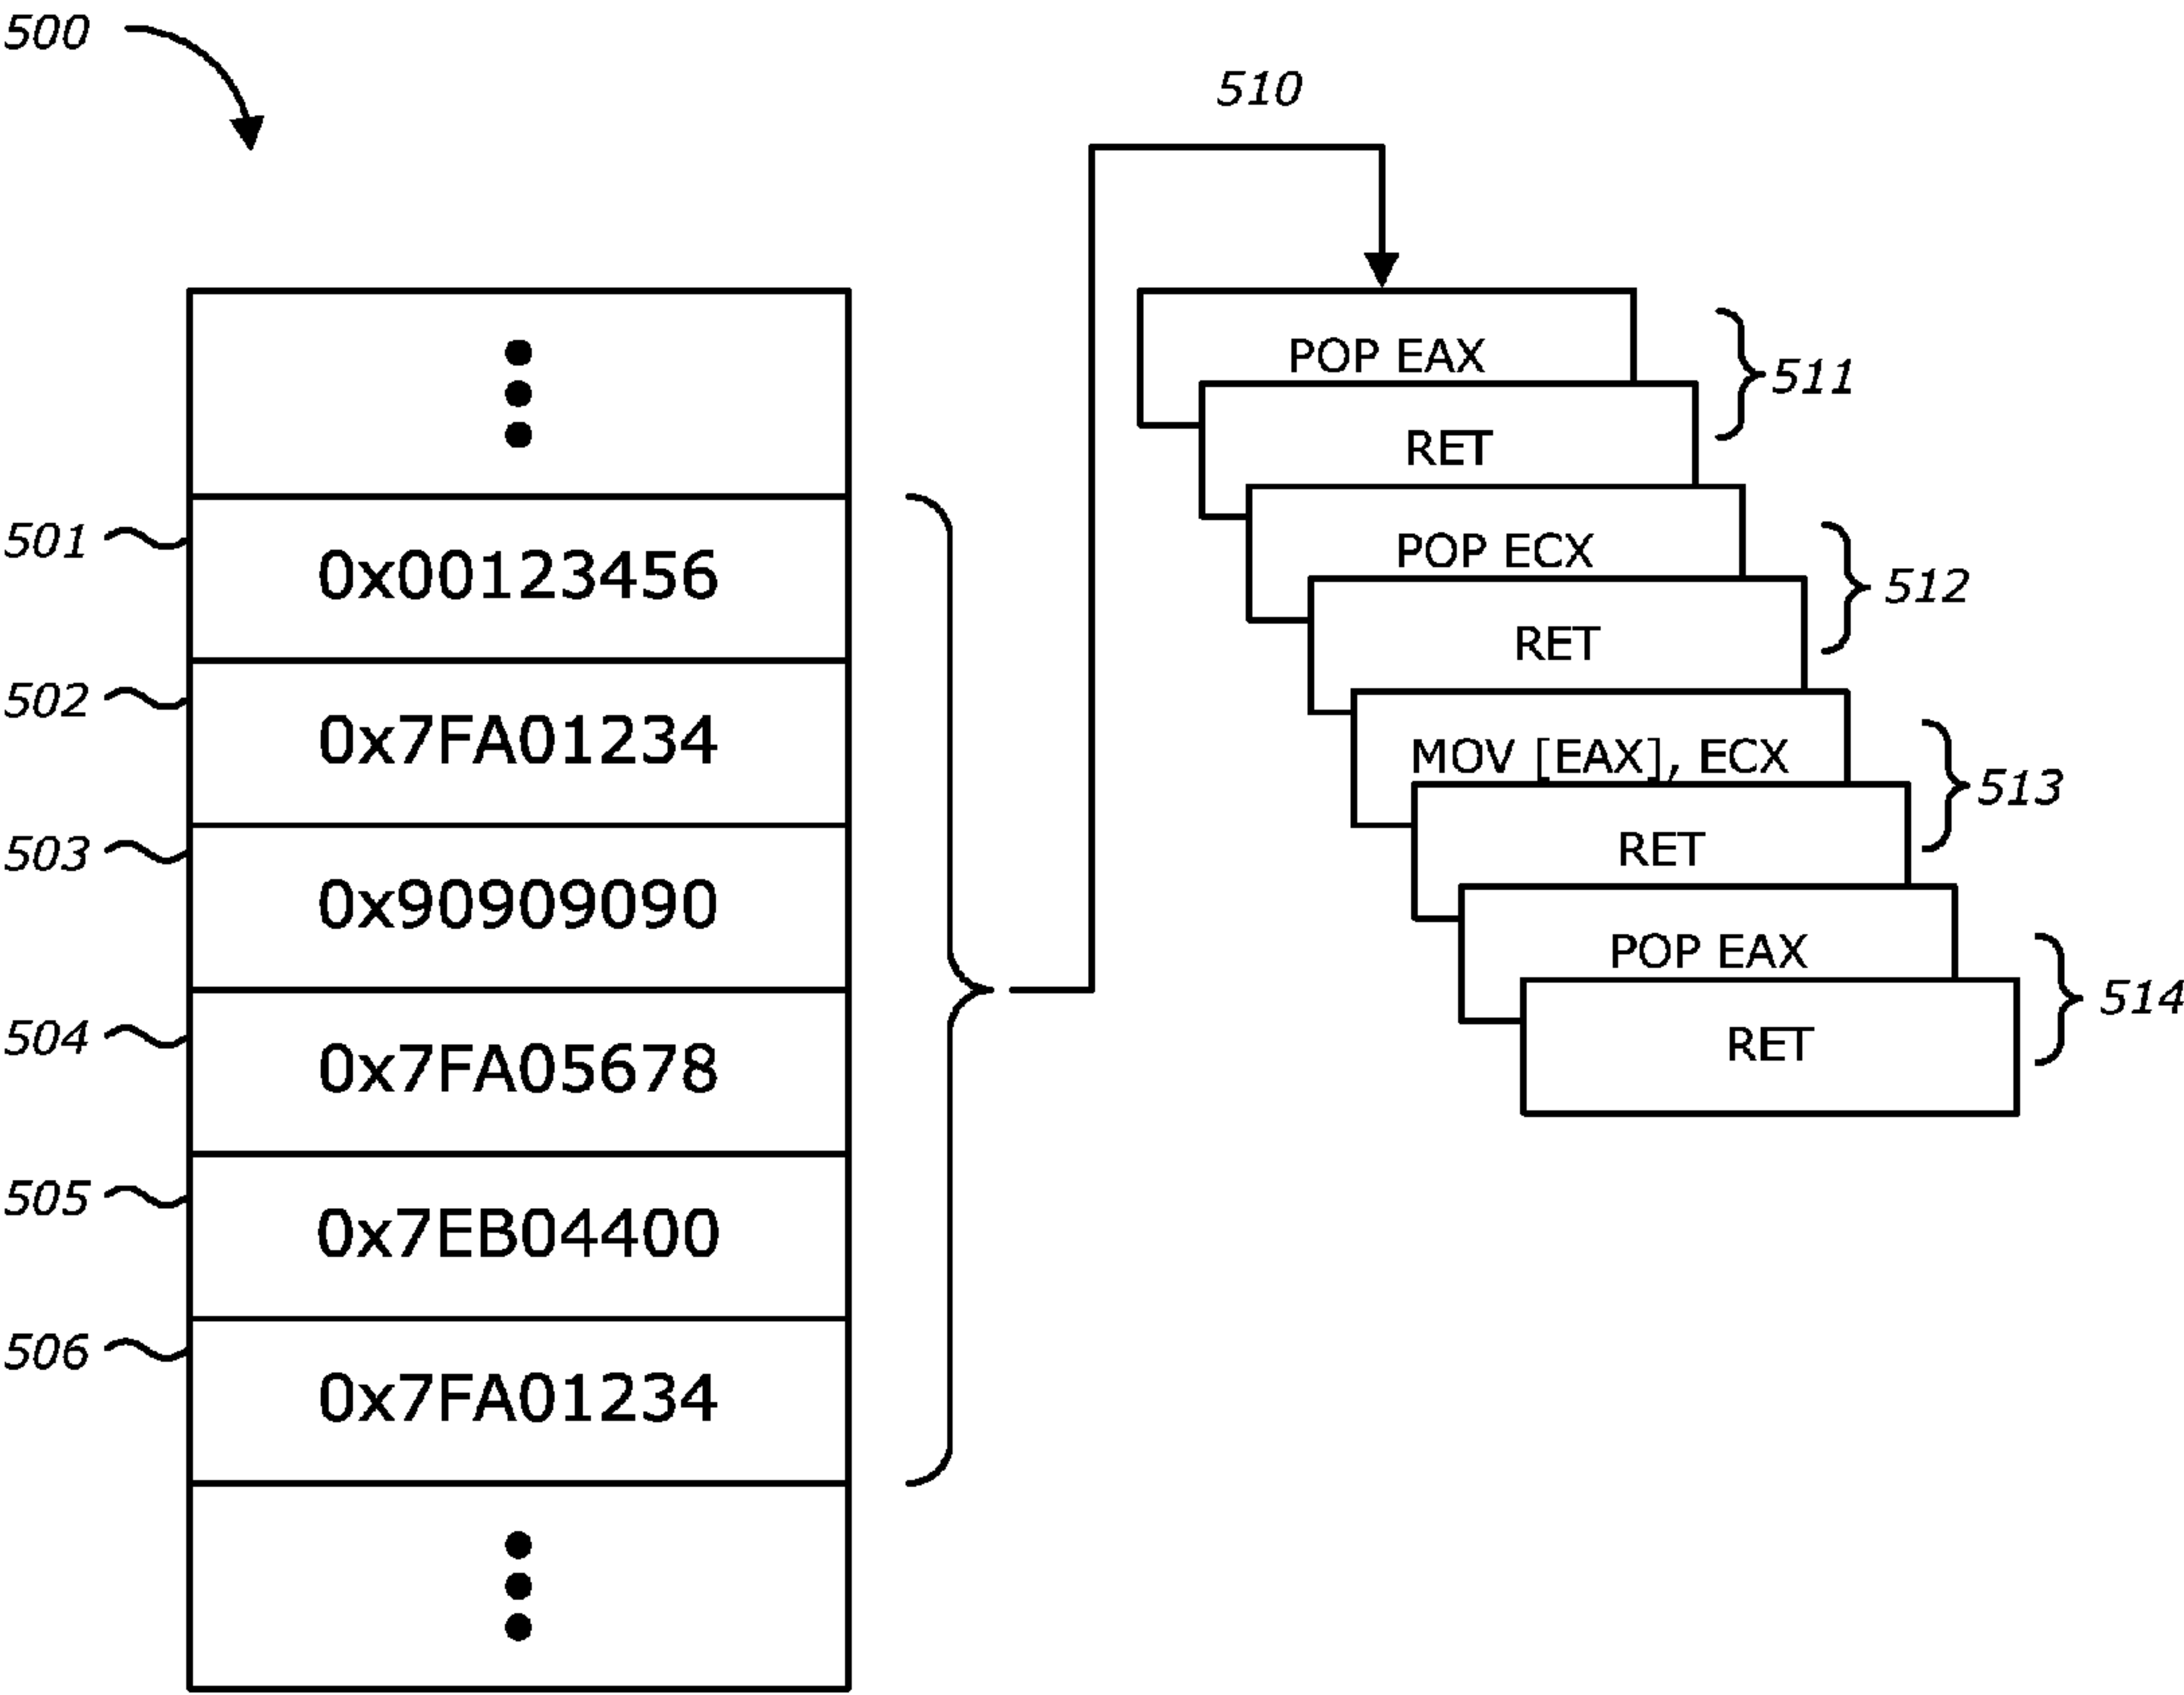 500
510
POP EAX
511
RET
501
0x00123456
POP ECX
512
RET
502
0x7FA01234
MOV [EAX], ECX
513
RET
503
0x90909090
POP EAX
514
RET
504
0x7FA05678
505
0x7EB04400
506
0x7FA01234